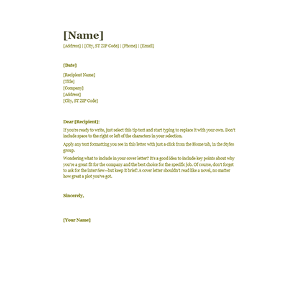 [Name]
[Address] | [City, ST ZIP Code] | [Phone] | [Email]
[Date]
[Recipient Name]
[Title]
[Company]
[Address]
[City, ST ZIP Code]
Dear [Recipient]:
If you're ready to write, just select this tip text and start typing to replace it with your own. Don't
include space to the right or left of the characters in your selection.
Apply any text formatting you see in this letter with just a click from the Home tab, in the Styles
group.
Wondering what to include in your cover letter? It's a good idea to include key points about why
you're a great fit for the company and the best choice for the specific job. Of course, don't forget to
ask for the interview—but keep it brief! A cover letter shouldn't read like a novel, no matter
how great a plot you've got.
Sincerely,
[Your Name]